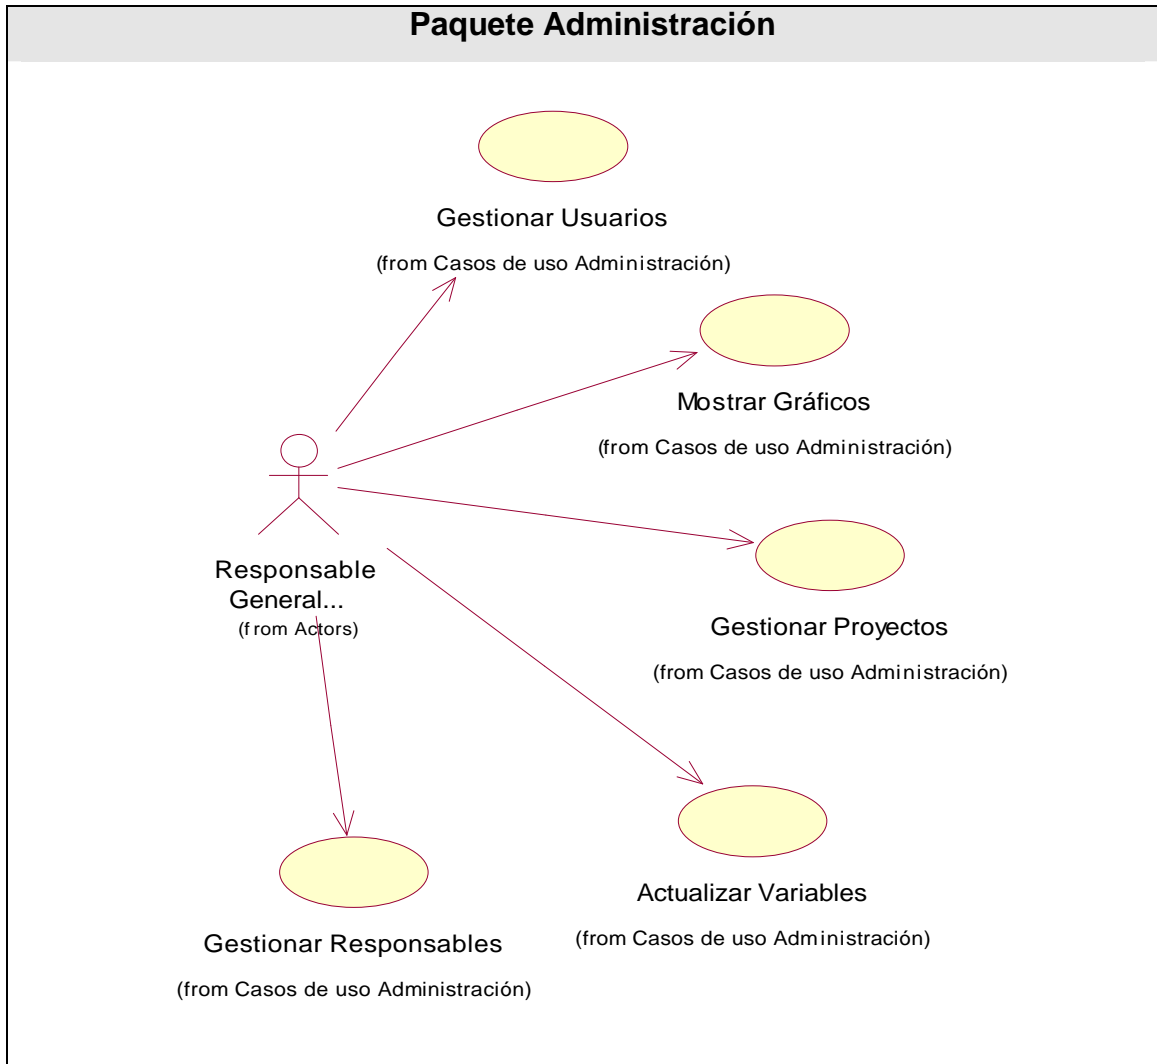 Paquete Administración
Gestionar Usuarios
(from Casos de uso Administración)
Mostrar Gráficos
(from Casos de uso Administración)
Responsable
General...
(from Actors)
Gestionar Proyectos
(from Casos de uso Administración)
Actualizar Variables
(from Casos de uso Administración)
Gestionar Responsables
(from Casos de uso Administración)